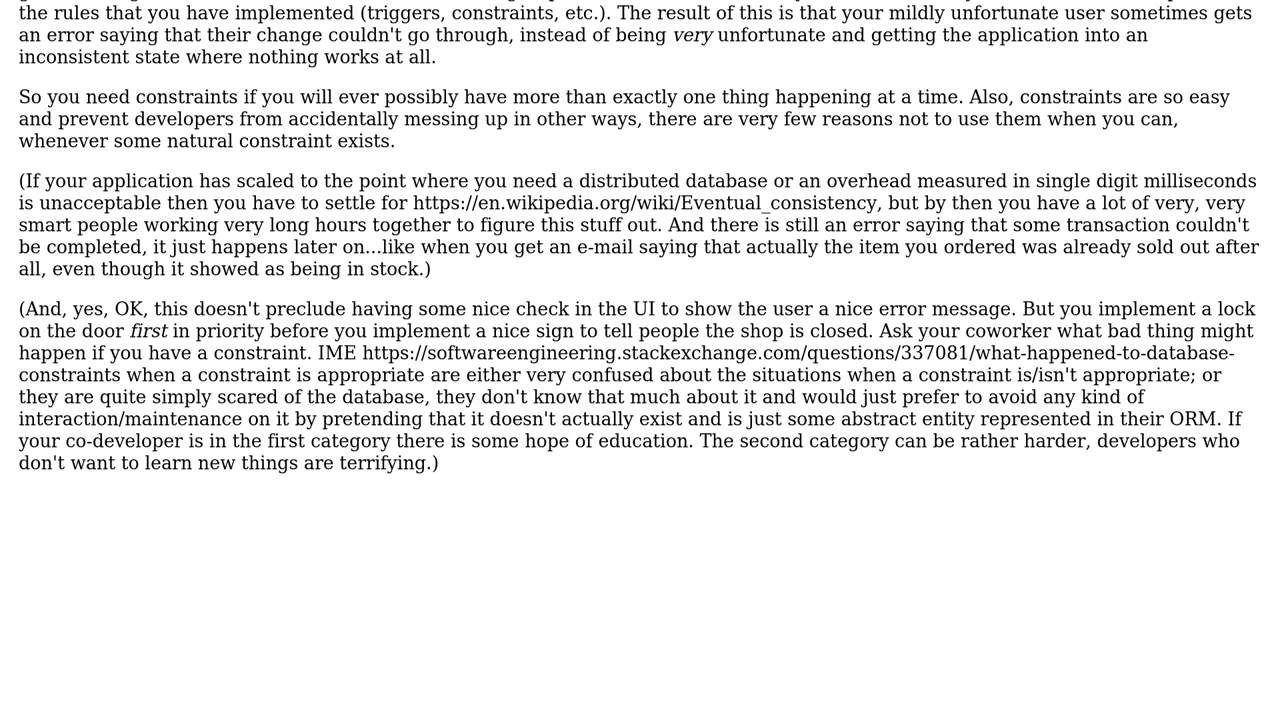 the rules that you have implemented (triggers, constraints, etc.). The result of this is that your mildly unfortunate user sometimes gets
an error saying that their change couldn't go through, instead of being very unfortunate and getting the application into an
inconsistent state where nothing works at all.
So you need constraints if you will ever possibly have more than exactly one thing happening at a time. Also, constraints are so easy
and prevent developers from accidentally messing up in other ways, there are very few reasons not to use them when you can,
whenever some natural constraint exists.
(If your application has scaled to the point where you need a distributed database or an overhead measured in single digit milliseconds
is unacceptable then you have to settle for https://en.wikipedia.org/wiki/Eventual_consistency, but by then you have a lot of very, very
smart people working very long hours together to figure this stuff out. And there is still an error saying that some transaction couldn't
be completed, it just happens later on...like when you get an e-mail saying that actually the item you ordered was already sold out after
all, even though it showed as being in stock.)
(And, yes, OK, this doesn't preclude having some nice check in the UI to show the user a nice error message. But you implement a lock
on the door first in priority before you implement a nice sign to tell people the shop is closed. Ask your coworker what bad thing might
happen if you have a constraint. IME https://softwareengineering.stackexchange.com/questions/337081/what-happened-to-database-
constraints when a constraint is appropriate are either very confused about the situations when a constraint is/isn't appropriate; or
they are quite simply scared of the database, they don't know that much about it and would just prefer to avoid any kind of
interaction/maintenance on it by pretending that it doesn't actually exist and is just some abstract entity represented in their ORM. If
your co-developer is in the first category there is some hope of education. The second category can be rather harder, developers who
don't want to learn new things are terrifying.)